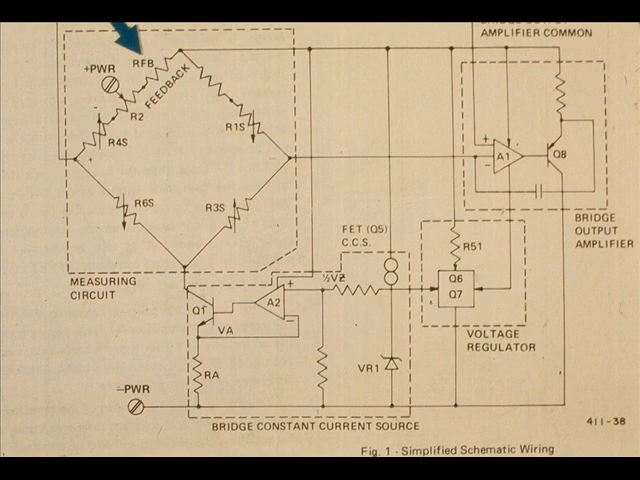 AMPLIFIER COMMON
RFB
+PWR
FEEDBACK
R2
R1S
R4S
+
-
+
-
A1
Q8
R6S
R3S
FET (Q5)
C.C.S.
R51
BRIDGE
OUTPUT
AMPLIFIER
MEASURING
CIRCUIT
½VZ
Q6
Q7
+
-
A2
Q1
VA
VOLTAGE
REGULATOR
RA
VR1
-PWR
411-38
BRIDGE CONSTANT CURRENT SOURCE
Fig. 1 - Simplified Schematic Wiring